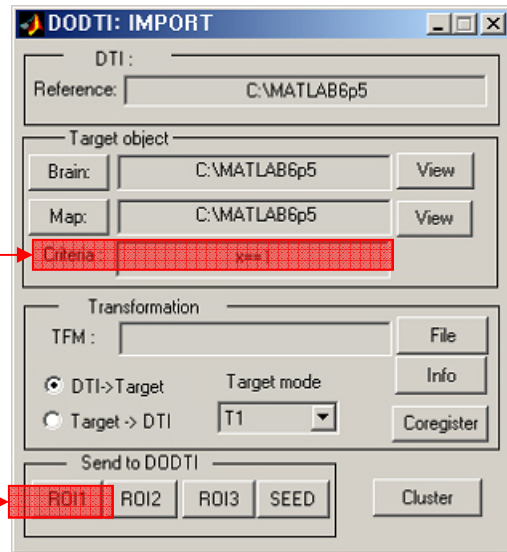 DODTI: IMPORT
DTI :
Reference: C:\MATLAB6p5
Target object
Brain: C:\MATLAB6p5 View
Map: C:\MATLAB6p5 View
Criteria : x==1
Transformation
TFM : File
DTI->Target Target mode Info
Target -> DTI T1 Coregister
Send to DODTI
ROI1 ROI2 ROI3 SEED Cluster